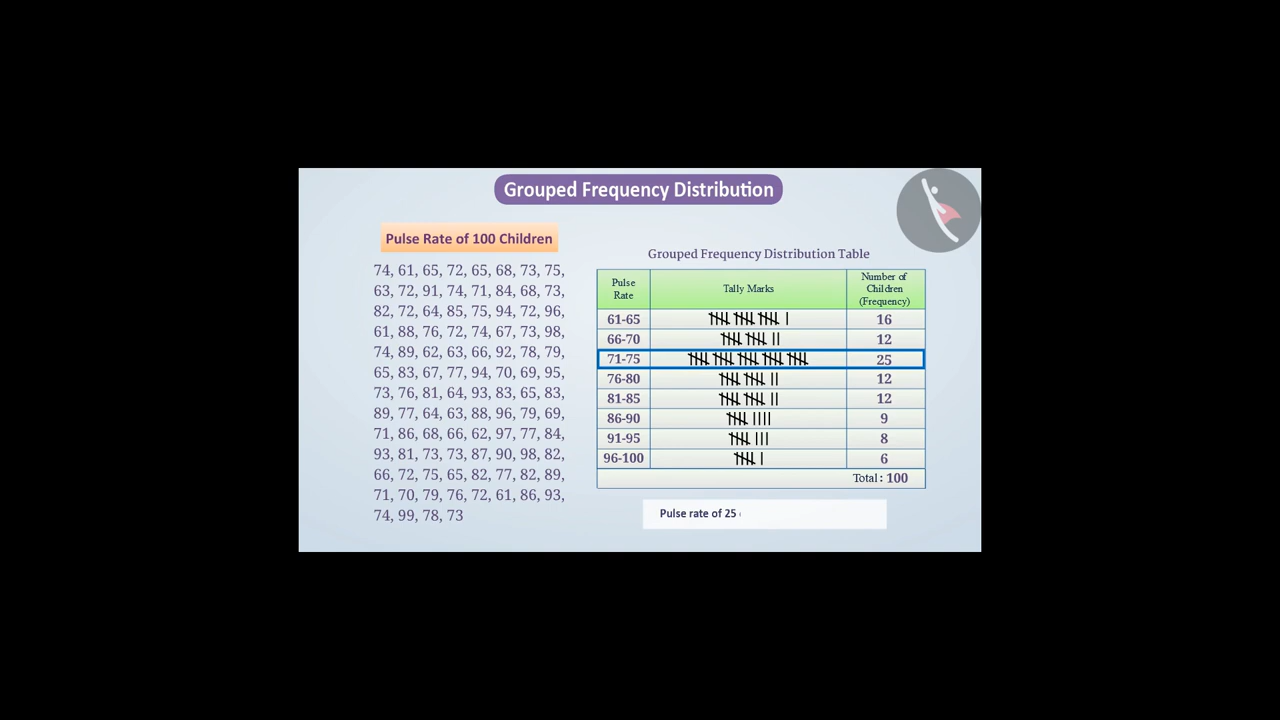 Grouped Frequency Distribution
Pulse Rate of 100 Children
74, 61, 65, 72, 65, 68, 73, 75,
63, 72, 91, 74, 71, 84, 68, 73,
82, 72, 64, 85, 75, 94, 72, 96,
61, 88, 76, 72, 74, 67, 73, 98,
74, 89, 62, 63, 66, 92, 78, 79,
65, 83, 67, 77, 94, 70, 69, 95,
73, 76, 81, 64, 93, 83, 65, 83,
89, 77, 64, 63, 88, 96, 79, 69,
71, 86, 68, 66, 62, 97, 77, 84,
93, 81, 73, 73, 87, 90, 98, 82,
66, 72, 75, 65, 82, 77, 82, 89,
71, 70, 79, 76, 72, 61, 86, 93,
74, 99, 78, 73
Grouped Frequency Distribution Table
Pulse Rate Tally Marks Number of Children (Frequency)
61-65 16
66-70 12
71-75 25
76-80 12
81-85 12
86-90 9
91-95 8
96-100 6
Total : 100
Pulse rate of 25